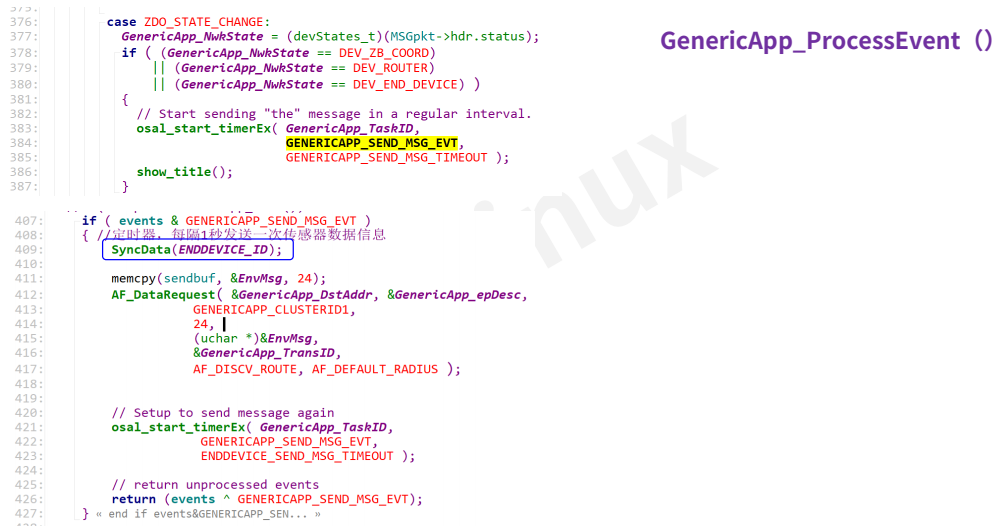 GenericApp_ProcessEvent ()
376: case ZDO_STATE_CHANGE:
377: GenericApp_NwkState = (devStates_t)(MSGpkt->hdr.status);
378: if ( (GenericApp_NwkState == DEV_ZB_COORD)
379: || (GenericApp_NwkState == DEV_ROUTER)
380: || (GenericApp_NwkState == DEV_END_DEVICE) )
381: {
382: // Start sending "the" message in a regular interval.
383: osal_start_timerEx( GenericApp_TaskID,
384: GENERICAPP_SEND_MSG_EVT,
385: GENERICAPP_SEND_MSG_TIMEOUT );
386: show_title();
387: }
nux
407: if ( events & GENERICAPP_SEND_MSG_EVT )
408: { //定时器，每隔1秒发送一次传感器数据信息
409: SyncData(ENDDEVICE_ID);
410:
411: memcpy(sendbuf, &EnvMsg, 24);
412: AF_DataRequest( &GenericApp_DstAddr, &GenericApp_epDesc,
413: GENERICAPP_CLUSTERID1,
414: 24,
415: (uchar *)&EnvMsg,
416: &GenericApp_TransID,
417: AF_DISCV_ROUTE, AF_DEFAULT_RADIUS );
418:
419:
420: // Setup to send message again
421: osal_start_timerEx( GenericApp_TaskID,
422: GENERICAPP_SEND_MSG_EVT,
423: ENDDEVICE_SEND_MSG_TIMEOUT );
424:
425: // return unprocessed events
426: return (events ^ GENERICAPP_SEND_MSG_EVT);
427: } « end if events&GENERICAPP_SEN... »